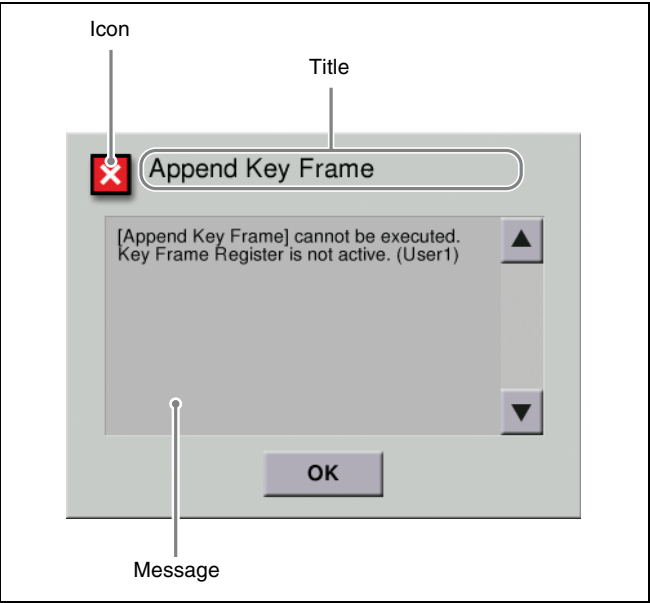 Icon
Title
Append Key Frame
[Append Key Frame] cannot be executed.
Key Frame Register is not active. (User1)
OK
Message